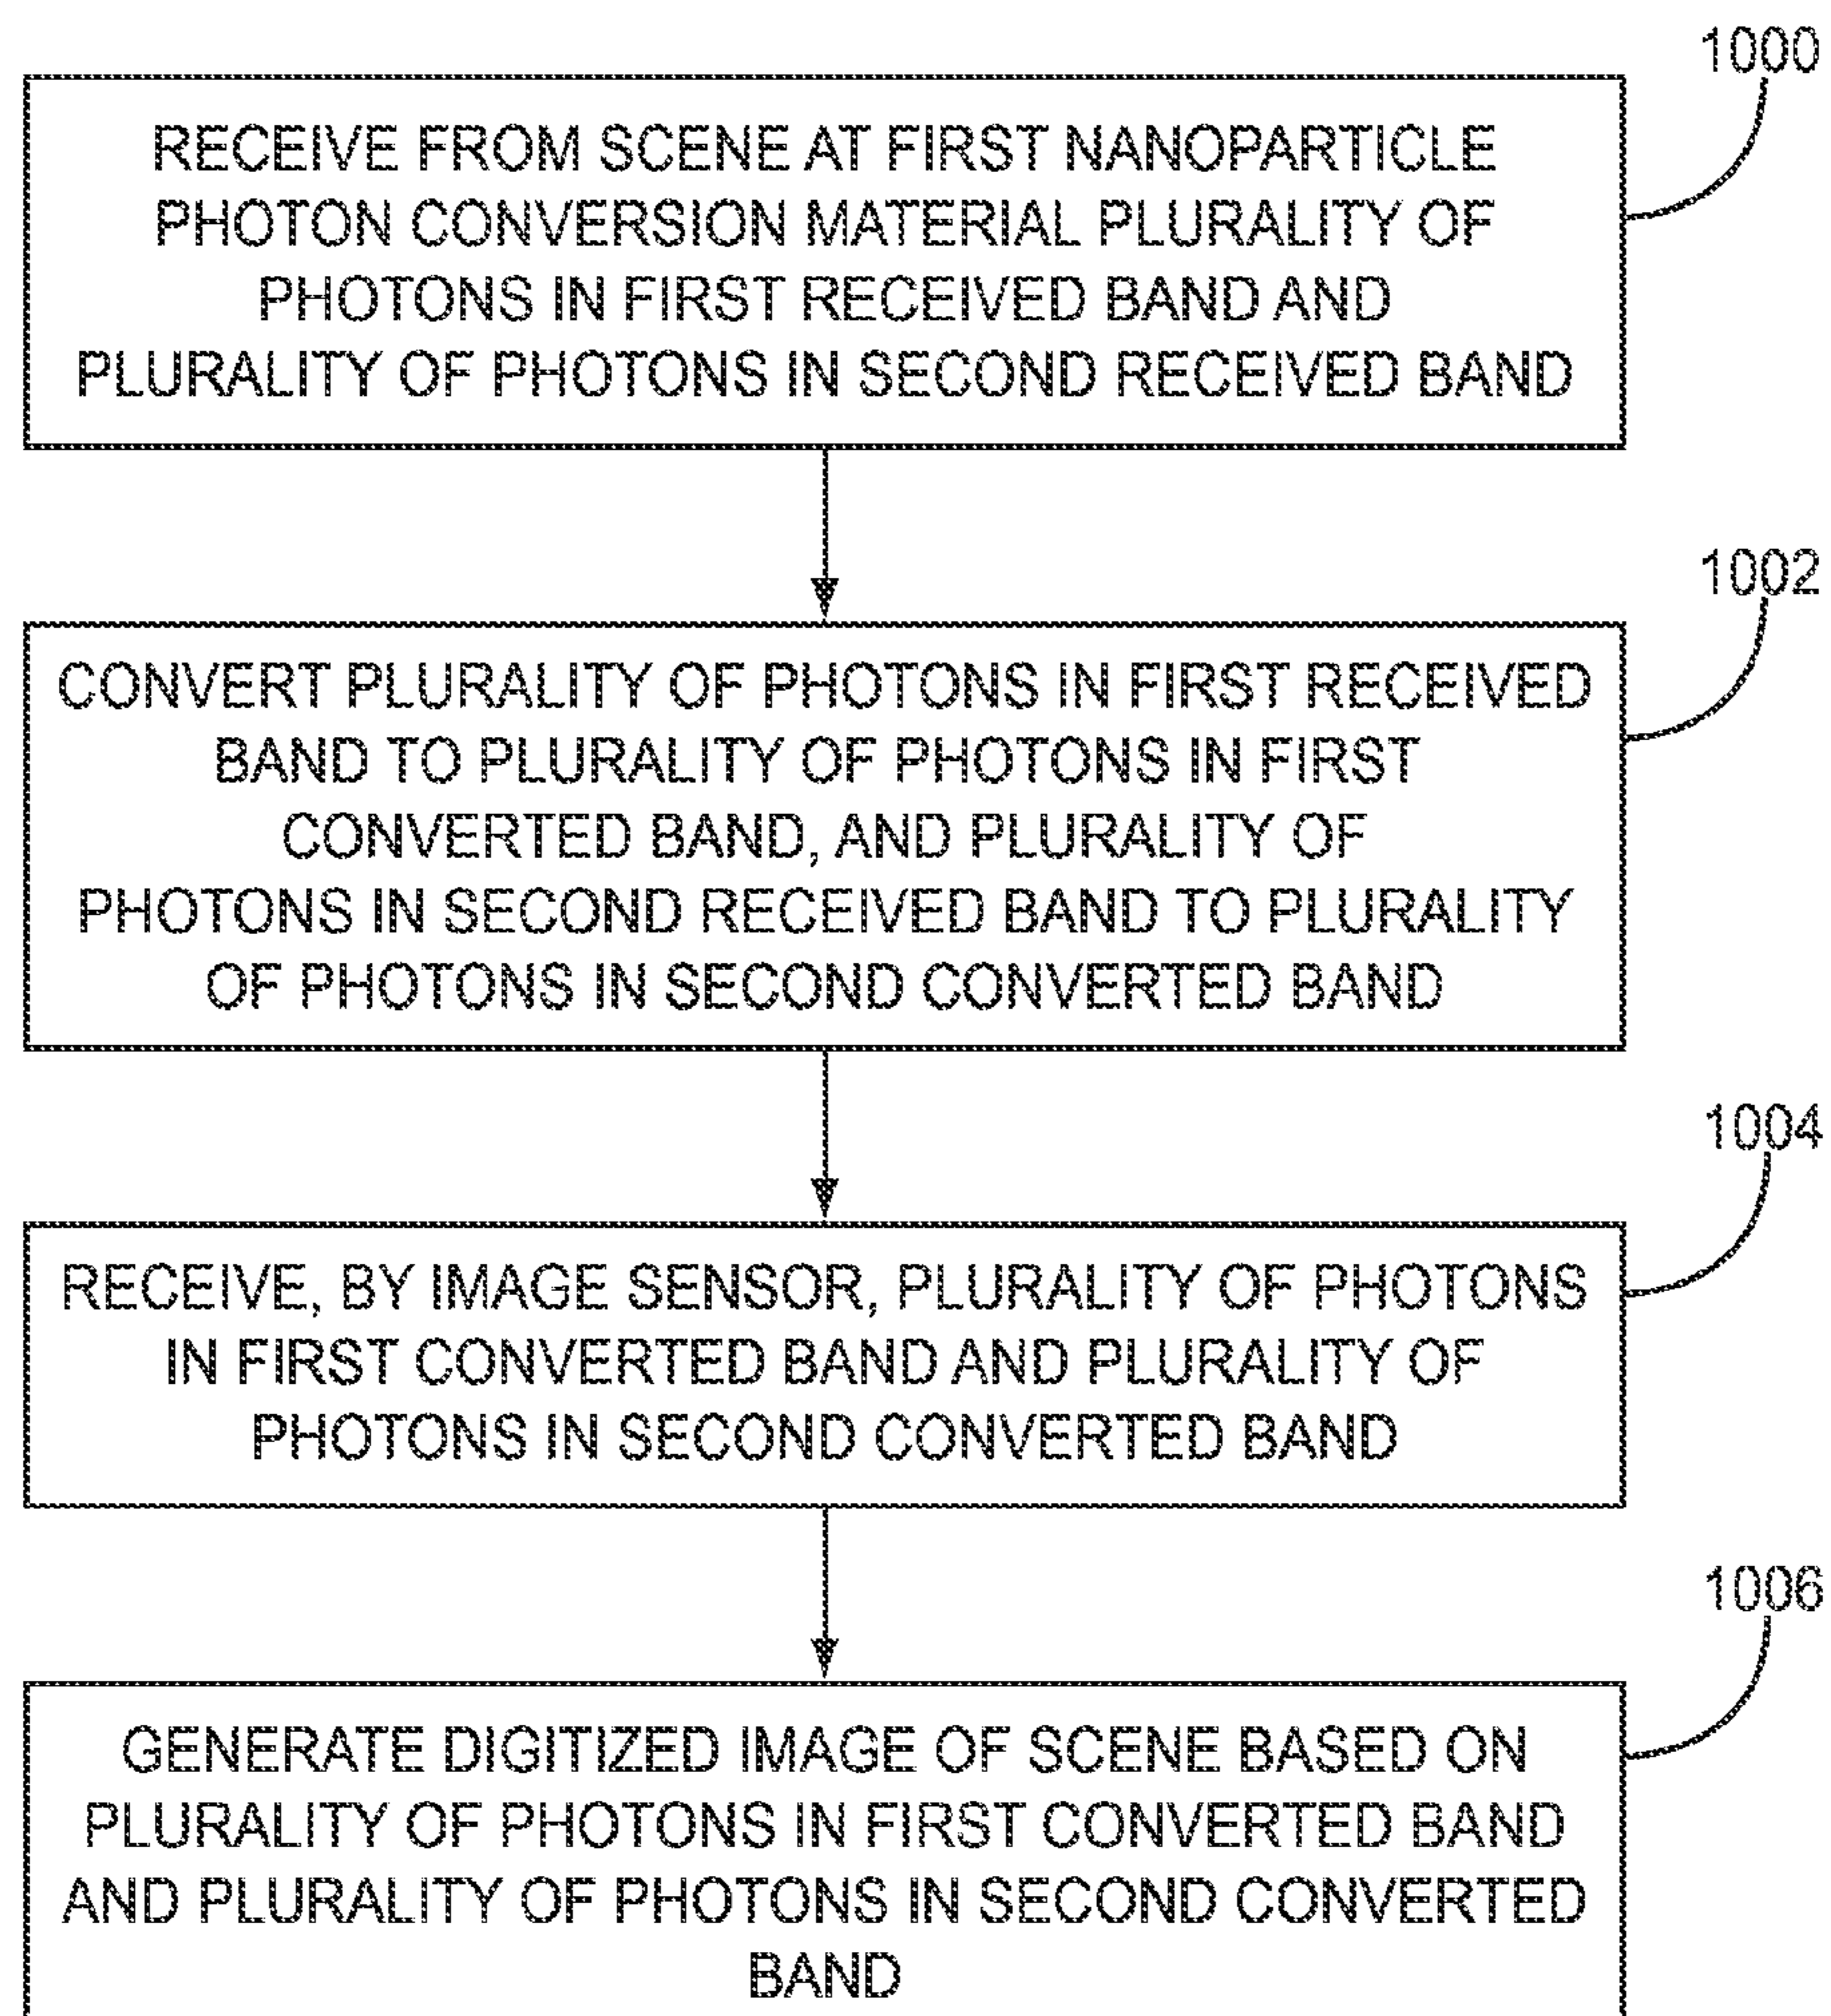 1000
RECEIVE FROM SCENE AT FIRST NANOPARTICLE
PHOTON CONVERSION MATERIAL PLURALITY OF
PHOTONS IN FIRST RECEIVED BAND AND
PLURALITY OF PHOTONS IN SECOND RECEIVED BAND
1002
CONVERT PLURALITY OF PHOTONS IN FIRST RECEIVED
BAND TO PLURALITY OF PHOTONS IN FIRST
CONVERTED BAND, AND PLURALITY OF
PHOTONS IN SECOND RECEIVED BAND TO PLURALITY
OF PHOTONS IN SECOND CONVERTED BAND
1004
RECEIVE, BY IMAGE SENSOR, PLURALITY OF PHOTONS
IN FIRST CONVERTED BAND AND PLURALITY OF
PHOTONS IN SECOND CONVERTED BAND
1006
GENERATE DIGITIZED IMAGE OF SCENE BASED ON
PLURALITY OF PHOTONS IN FIRST CONVERTED BAND
AND PLURALITY OF PHOTONS IN SECOND CONVERTED
BAND